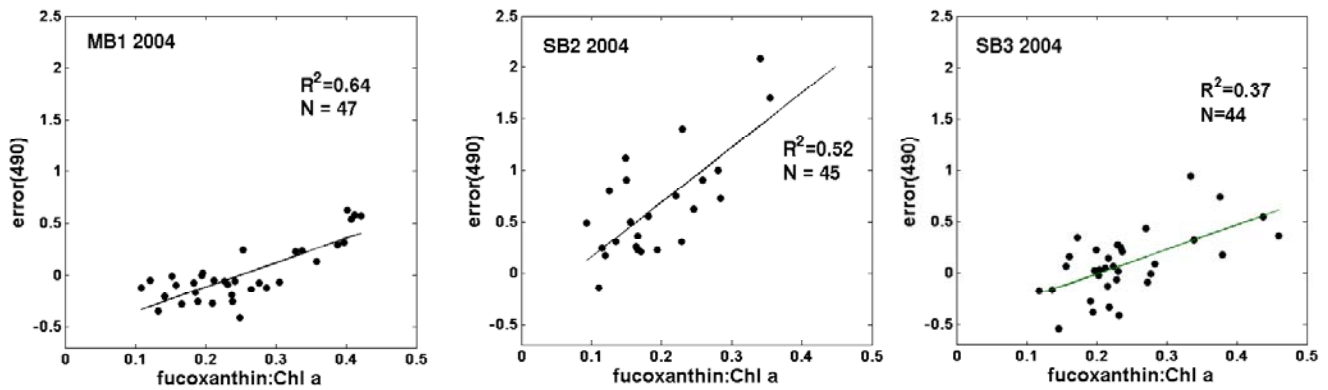 MB1 2004
R²=0.64
N = 47
error(490)
2.5
2
1.5
1
0.5
0
-0.5
0
0.1
0.2
0.3
0.4
0.5
fucoxanthin:Chl a
SB2 2004
R²=0.52
N = 45
error(490)
2.5
2
1.5
1
0.5
0
-0.5
0
0.1
0.2
0.3
0.4
0.5
fucoxanthin:Chl a
SB3 2004
R²=0.37
N=44
error(490)
2.5
2
1.5
1
0.5
0
-0.5
0
0.1
0.2
0.3
0.4
0.5
fucoxanthin:Chl a